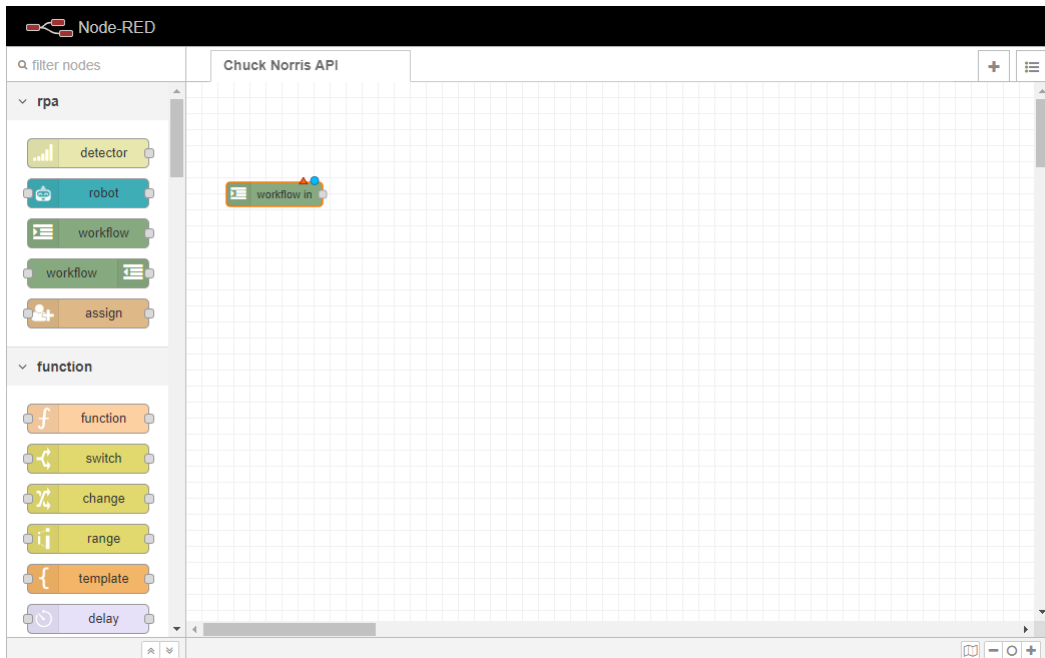 Node-RED
filter nodes
Chuck Norris API
rpa
detector
robot
workflow
workflow
assign
function
function
switch
change
range
template
delay
workflow in